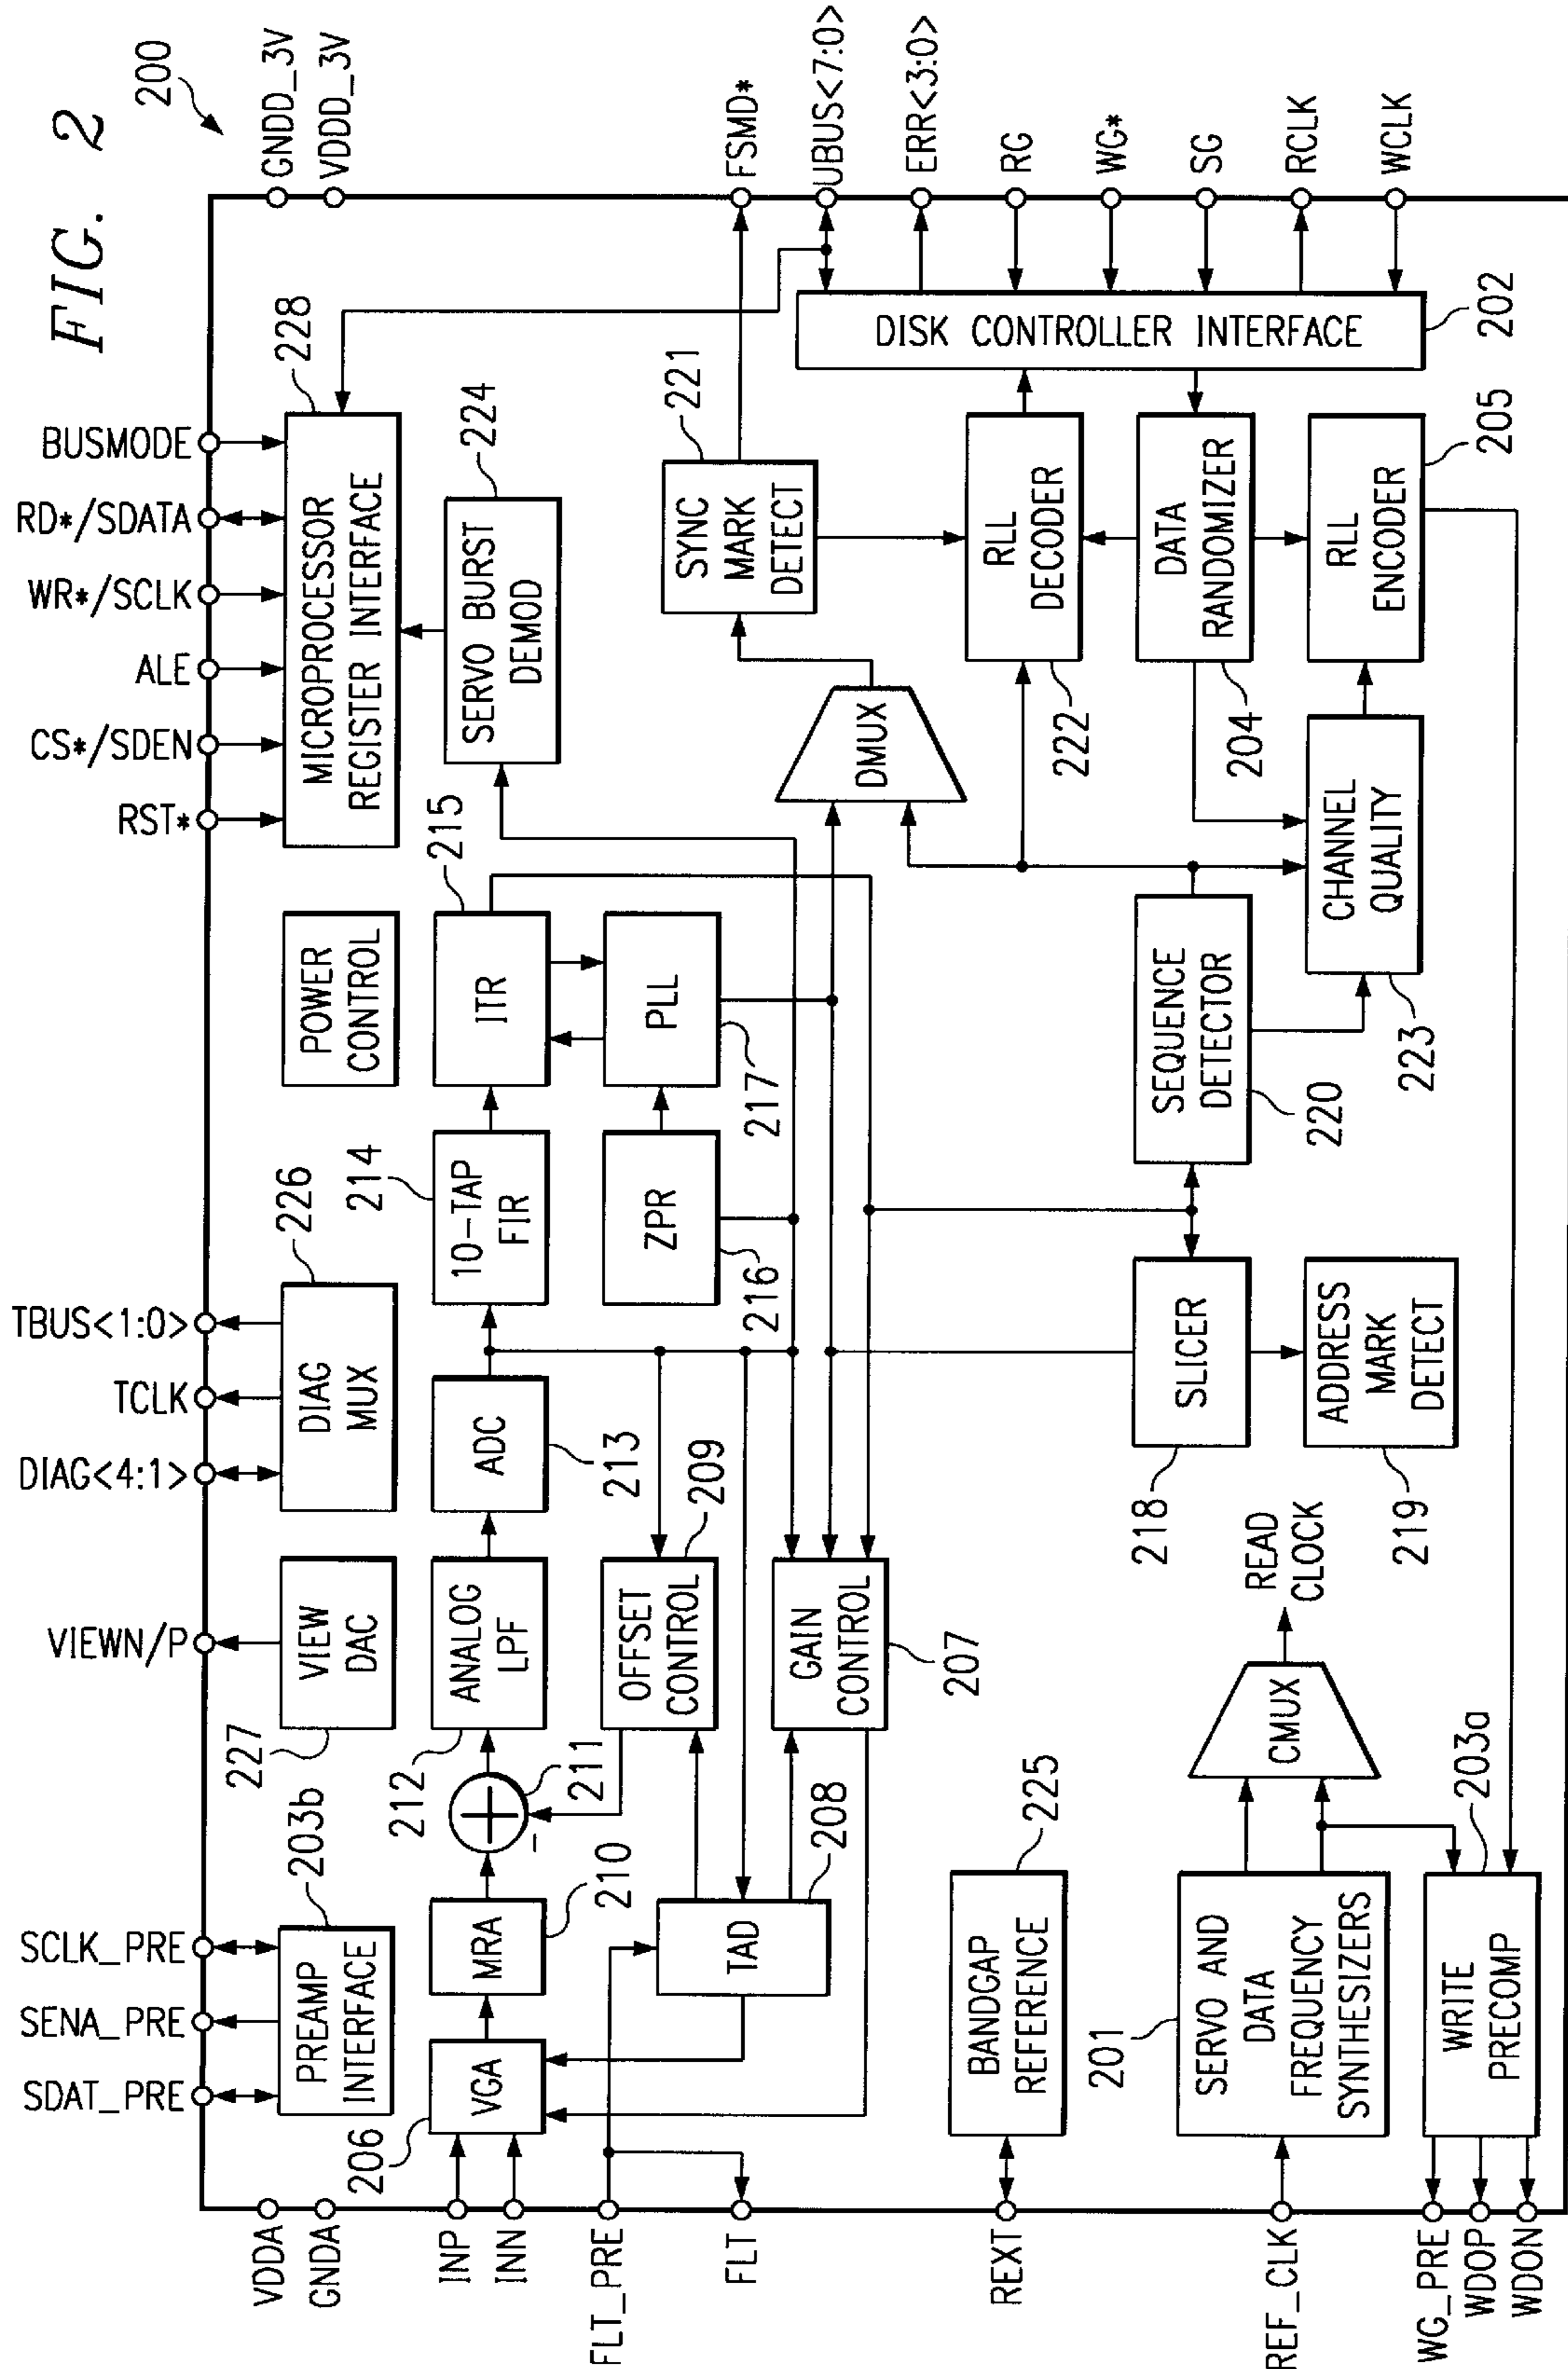 FIG. 2
200
SDAT_PRE
SENA_PRE
SCLK_PRE
VIEWN/P
DIAG<4:1>
TCLK
TBUS<1:0>
RST*
CS*/SDEN
ALE
WR*/SCLK
RD*/SDATA
BUSMODE
VDDA
GNDA
INP
INN
FLT_PRE
FLT
REXT
REF_CLK
WG_PRE
WDOP
WDON
GNDD_3V
VDDD_3V
FSMD*
UBUS<7:0>
ERR<3:0>
RG
WG*
SG
RCLK
WCLK
PREAMP
INTERFACE
203b
VIEW
DAC
227
DIAG
MUX
226
POWER
CONTROL
MICROPROCESSOR
REGISTER INTERFACE
228
VGA
206
MRA
210
211
-
ANALOG
LPF
212
ADC
213
10-TAP
FIR
214
ITR
215
SERVO BURST
DEMOD
224
TAD
208
OFFSET
CONTROL
209
ZPR
216
PLL
217
SYNC
MARK
DETECT
221
GAIN
CONTROL
207
DMUX
DISK CONTROLLER INTERFACE
202
BANDGAP
REFERENCE
225
RLL
DECODER
222
SERVO AND
DATA
FREQUENCY
SYNTHESIZERS
201
CMUX
READ
CLOCK
SLICER
218
SEQUENCE
DETECTOR
220
DATA
RANDOMIZER
204
ADDRESS
MARK
DETECT
219
CHANNEL
QUALITY
223
RLL
ENCODER
205
WRITE
PRECOMP
203a